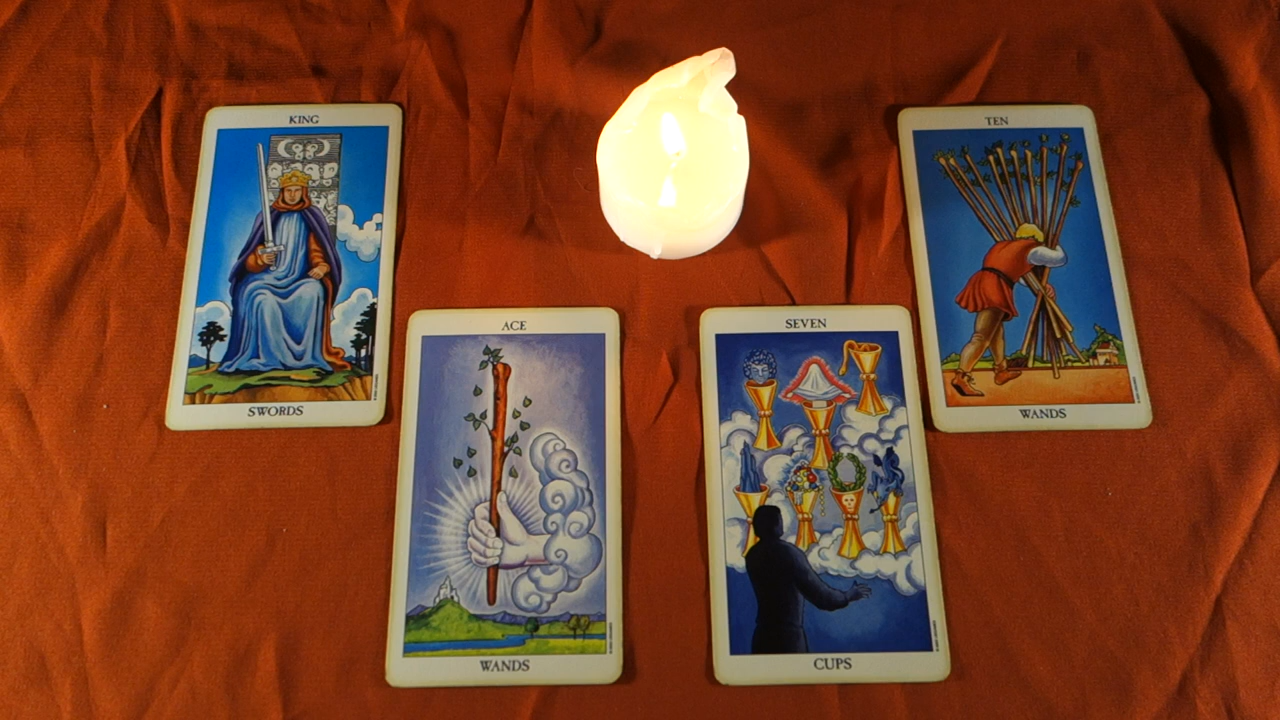 KING
SWORDS
ACE
WANDS
SEVEN
CUPS
TEN
WANDS